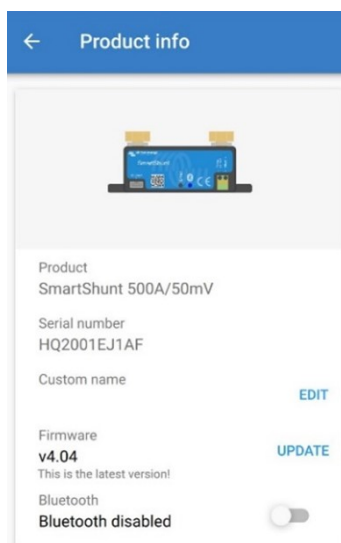 Product info
SmartShunt
Product
SmartShunt 500A/50mV
Serial number
HQ2001EJ1AF
Custom name
EDIT
Firmware
v4.04
UPDATE
This is the latest version!
Bluetooth
Bluetooth disabled